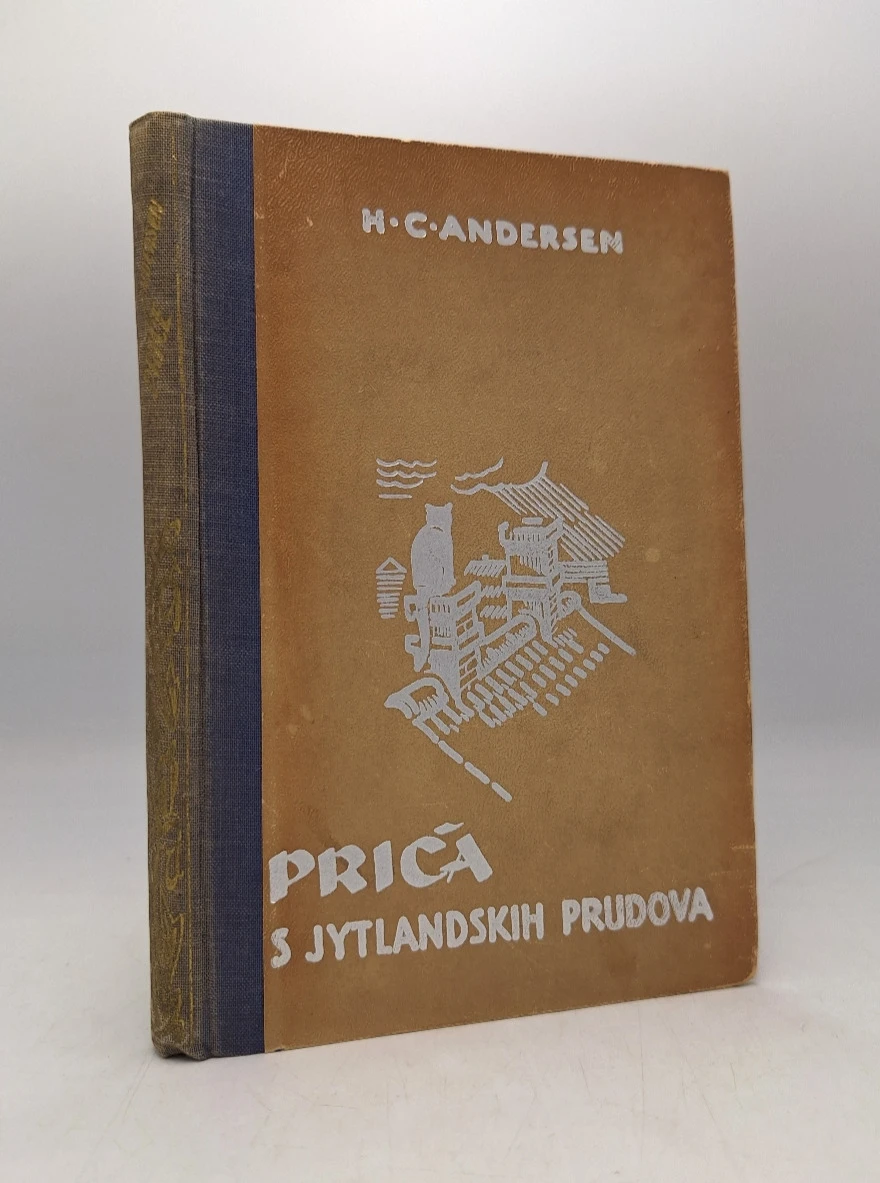 H·C·ANDERSEN
PRIČA
S JYTLANDSKIH PRUDOVA